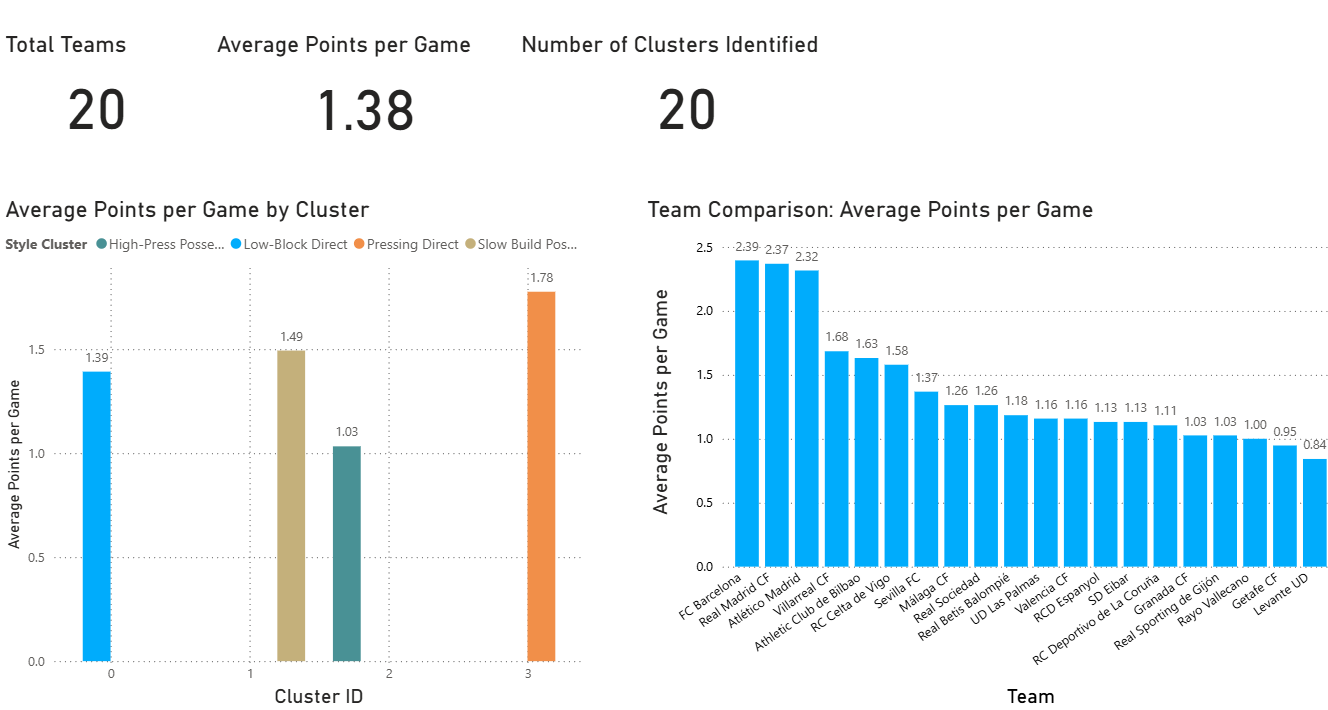 Total Teams
Average Points per Game
Number of Clusters Identified
20
1.38
20
Average Points per Game by Cluster
Style Cluster High-Press Posse... Low-Block Direct Pressing Direct Slow Build Pos...
Average Points per Game
1.5
1.0
0.5
0.0
1.39
1.49
1.03
1.78
0 1 2 3
Cluster ID
Team Comparison: Average Points per Game
Average Points per Game
2.5
2.0
1.5
1.0
0.5
0.0
2.39
2.37
2.32
1.68
1.63
1.58
1.37
1.26
1.26
1.18
1.16
1.16
1.13
1.13
1.11
1.03
1.03
1.00
0.95
0.84
FC Barcelona
Real Madrid CF
Atlético Madrid
Villarreal CF
Athletic Club de Bilbao
RC Celta de Vigo
Sevilla FC
Málaga CF
Real Sociedad
Real Betis Balompié
UD Las Palmas
Valencia CF
RCD Espanyol
SD Eibar
RC Deportivo de La Coruña
Granada CF
Real Sporting de Gijón
Rayo Vallecano
Getafe CF
Levante UD
Team